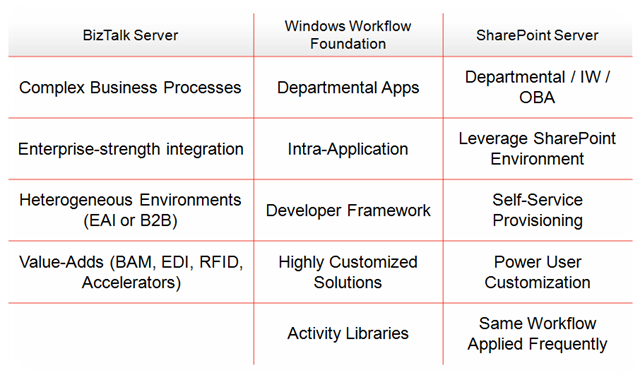 BizTalk Server
Windows Workflow
Foundation
SharePoint Server
Complex Business Processes
Departmental Apps
Departmental / IW /
OBA
Enterprise-strength integration
Intra-Application
Leverage SharePoint
Environment
Heterogeneous Environments
(EAI or B2B)
Developer Framework
Self-Service
Provisioning
Value-Adds (BAM, EDI, RFID,
Accelerators)
Highly Customized
Solutions
Power User
Customization
Activity Libraries
Same Workflow
Applied Frequently